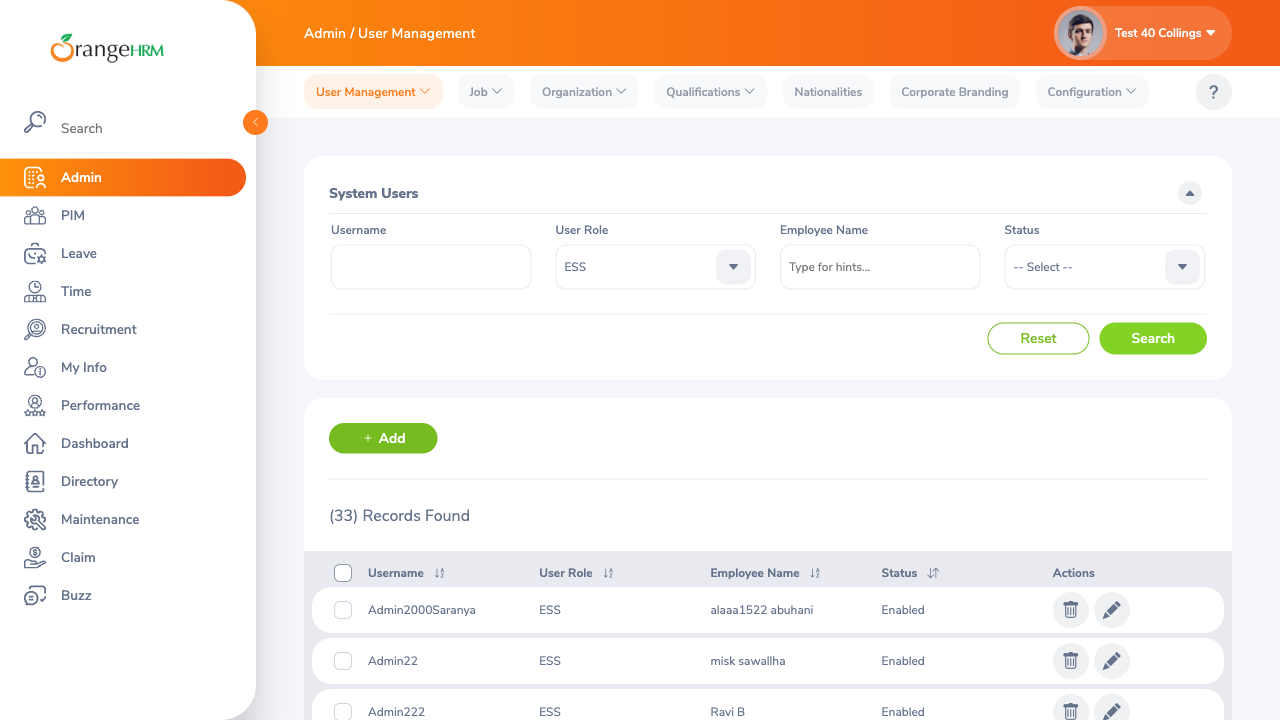 OrangeHRM
Admin / User Management
Test 40 Collings
User Management
Job
Organization
Qualifications
Nationalities
Corporate Branding
Configuration
?
Search
Admin
PIM
Leave
Time
Recruitment
My Info
Performance
Dashboard
Directory
Maintenance
Claim
Buzz
System Users
Username
User Role
Employee Name
Status
ESS
Type for hints...
-- Select --
Reset
Search
+ Add
(33) Records Found
Username User Role Employee Name Status Actions
Admin2000Saranya ESS alaaa1522 abuhani Enabled
Admin22 ESS misk sawallha Enabled
Admin222 ESS Ravi B Enabled